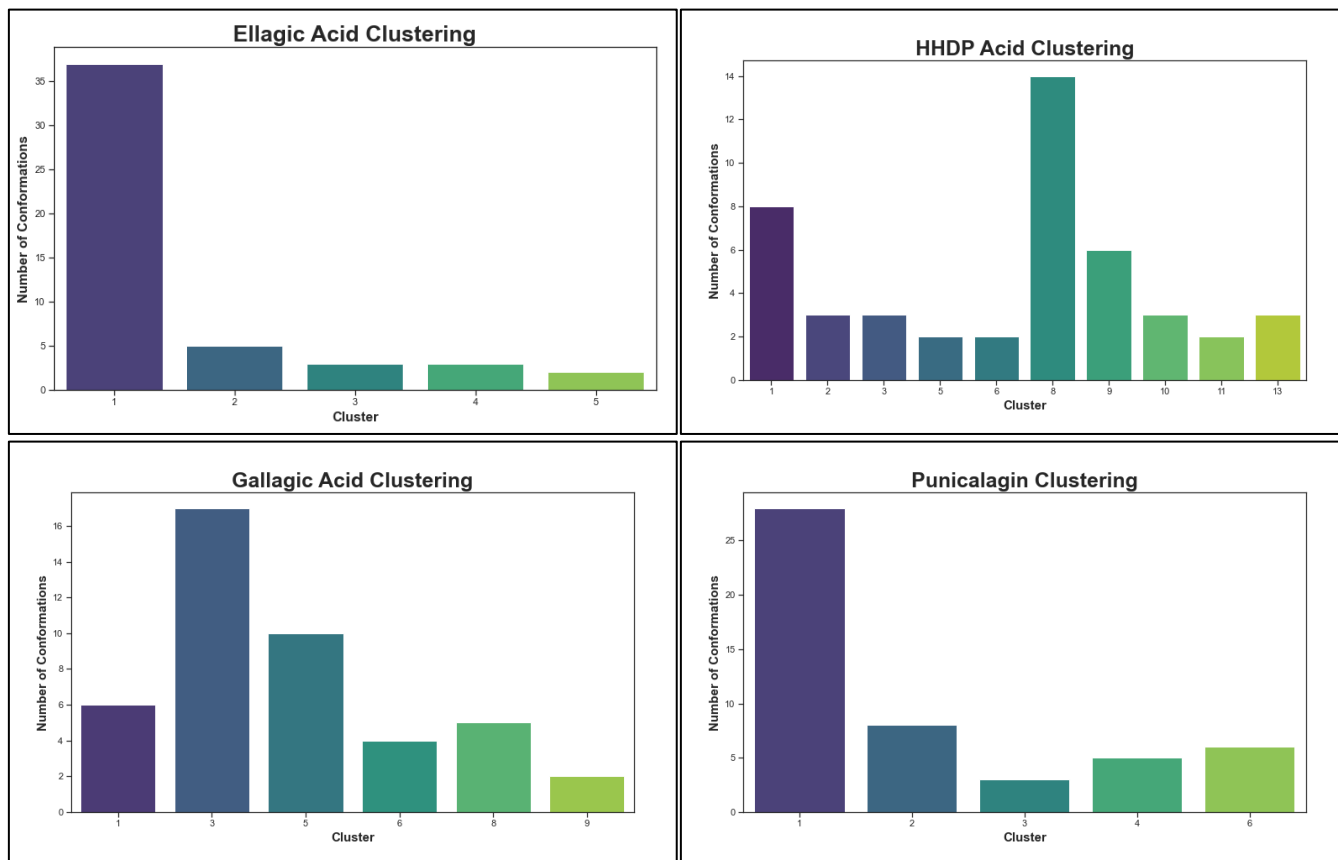 Ellagic Acid Clustering
Number of Conformations
35
30
25
20
15
10
5
0
1 2 3 4 5
Cluster
HHDP Acid Clustering
Number of Conformations
14
12
10
8
6
4
2
0
1 2 3 5 6 8 9 10 11 13
Cluster
Gallagic Acid Clustering
Number of Conformations
16
14
12
10
8
6
4
2
0
1 3 5 6 8 9
Cluster
Punicalagin Clustering
Number of Conformations
25
20
15
10
5
0
1 2 3 4 6
Cluster